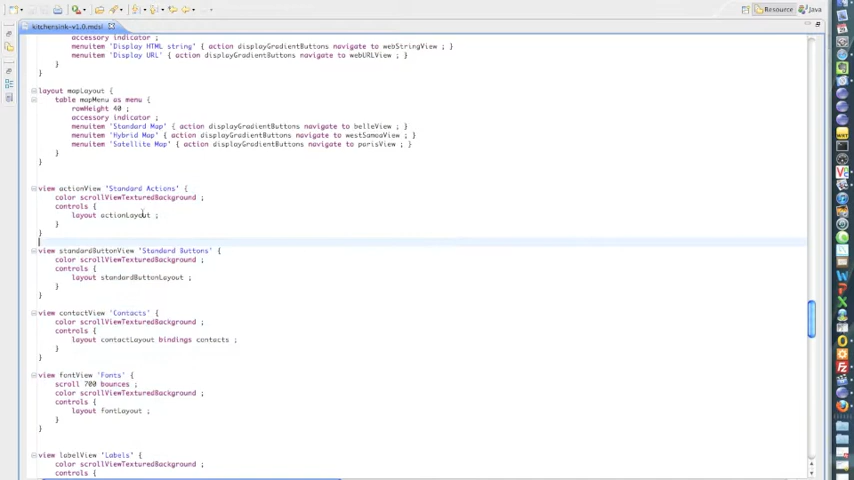 Resource
Java
kitchensink-v1.0.mdsl
accessory indicator ;
menuitem 'Display HTML string' { action displayGradientButtons navigate to webStringView ; }
menuitem 'Display URL' { action displayGradientButtons navigate to webURLView ; }
}
}
layout mapLayout {
table mapMenu as menu {
rowHeight 40 ;
accessory indicator ;
menuitem 'Standard Map' { action displayGradientButtons navigate to belleView ; }
menuitem 'Hybrid Map' { action displayGradientButtons navigate to westSamoaView ; }
menuitem 'Satellite Map' { action displayGradientButtons navigate to parisView ; }
}
}
view actionView 'Standard Actions' {
color scrollViewTexturedBackground ;
controls {
layout actionLayout ;
}
}
view standardButtonView 'Standard Buttons' {
color scrollViewTexturedBackground ;
controls {
layout standardButtonLayout ;
}
}
view contactView 'Contacts' {
color scrollViewTexturedBackground ;
controls {
layout contactLayout bindings contacts ;
}
}
view fontView 'Fonts' {
scroll 700 bounces ;
color scrollViewTexturedBackground ;
controls {
layout fontLayout ;
}
}
view labelView 'Labels' {
color scrollViewTexturedBackground ;
controls {